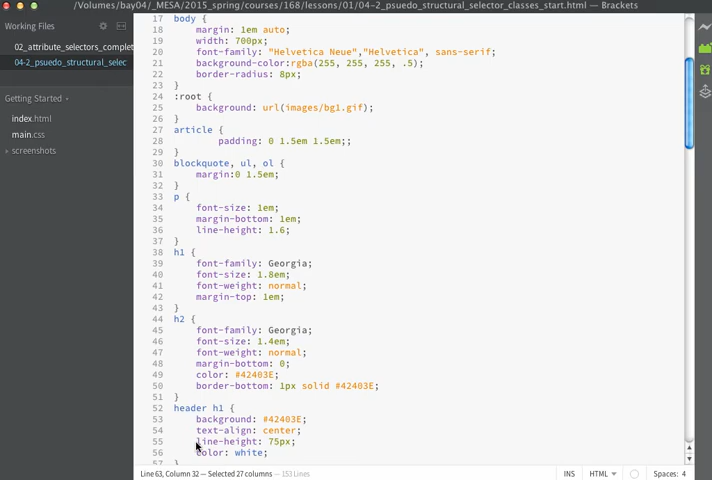 /Volumes/bay04/_MESA/2015_spring/courses/168/lessons/01/04-2_psuedo_structural_selector_classes_start.html — Brackets
Working Files
02_attribute_selectors_complet
04-2_psuedo_structural_selec
Getting Started
index.html
main.css
screenshots
17 body {
18 margin: 1em auto;
19 width: 700px;
20 font-family: "Helvetica Neue","Helvetica", sans-serif;
21 background-color:rgba(255, 255, 255, .5);
22 border-radius: 8px;
23 }
24 :root {
25 background: url(images/bg1.gif);
26 }
27 article {
28 padding: 0 1.5em 1.5em;;
29 }
30 blockquote, ul, ol {
31 margin:0 1.5em;
32 }
33 p {
34 font-size: 1em;
35 margin-bottom: 1em;
36 line-height: 1.6;
37 }
38 h1 {
39 font-family: Georgia;
40 font-size: 1.8em;
41 font-weight: normal;
42 margin-top: 1em;
43 }
44 h2 {
45 font-family: Georgia;
46 font-size: 1.4em;
47 font-weight: normal;
48 margin-bottom: 0;
49 color: #42403E;
50 border-bottom: 1px solid #42403E;
51 }
52 header h1 {
53 background: #42403E;
54 text-align: center;
55 line-height: 75px;
56 color: white;
57 }
Line 63, Column 32 — Selected 27 columns — 153 Lines
INS HTML Spaces: 4